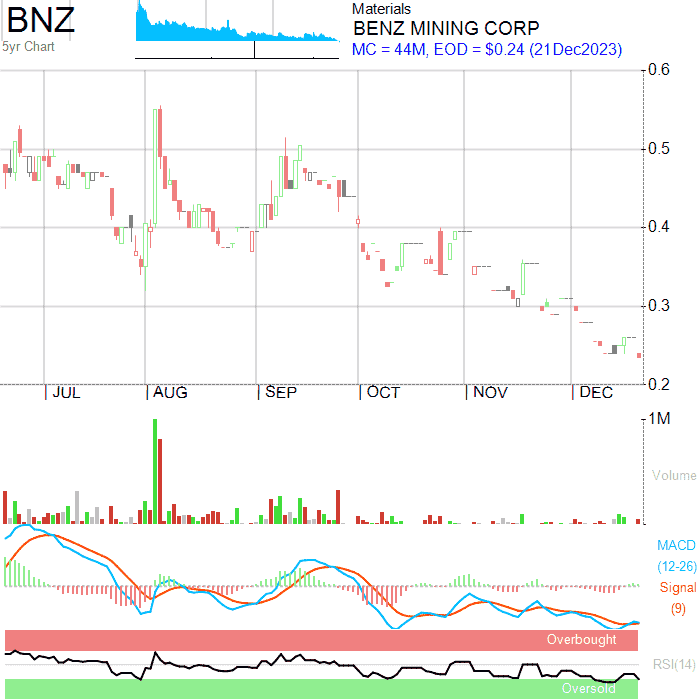 BNZ
5yr Chart
Materials
BENZ MINING CORP
MC = 44M, EOD = $0.24 (21Dec2023)
0.6
0.5
0.4
0.3
0.2
JUL AUG SEP OCT NOV DEC
1M
Volume
MACD
(12-26)
Signal
(9)
Overbought
RSI(14)
Oversold